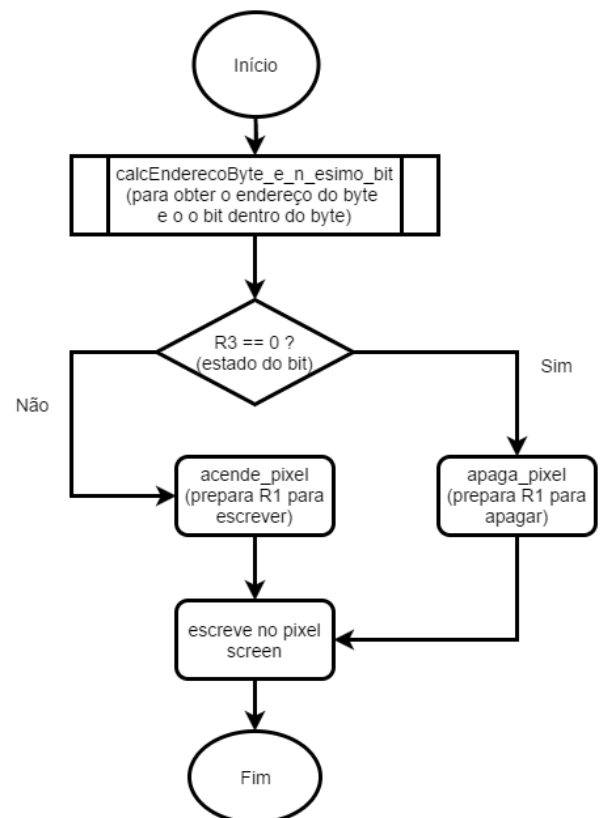 Início
calcEnderecoByte_e_n_esimo_bit
(para obter o endereço do byte
e o o bit dentro do byte)
R3 == 0 ?
(estado do bit)
Sim
Não
acende_pixel
(prepara R1 para
escrever)
apaga_pixel
(prepara R1 para
apagar)
escreve no pixel
screen
Fim